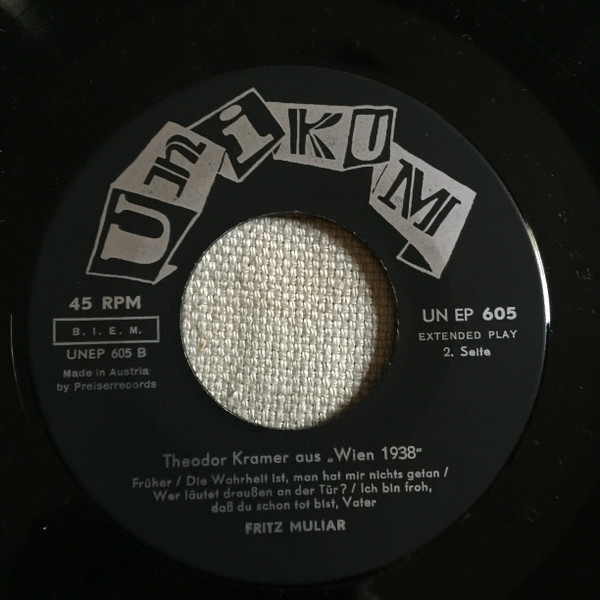 UniKUM
45 RPM
B. I. E. M.
UNEP 605 B
Made in Austria
by Preiserrecords
UN EP 605
EXTENDED PLAY
2. Seite
Theodor Kramer aus „Wien 1938"
Früher / Die Wahrheit ist, man hat mir nichts getan /
Wer läutet draußen an der Tür? / Ich bin froh,
daß du schon tot bist, Vater
FRITZ MULIAR